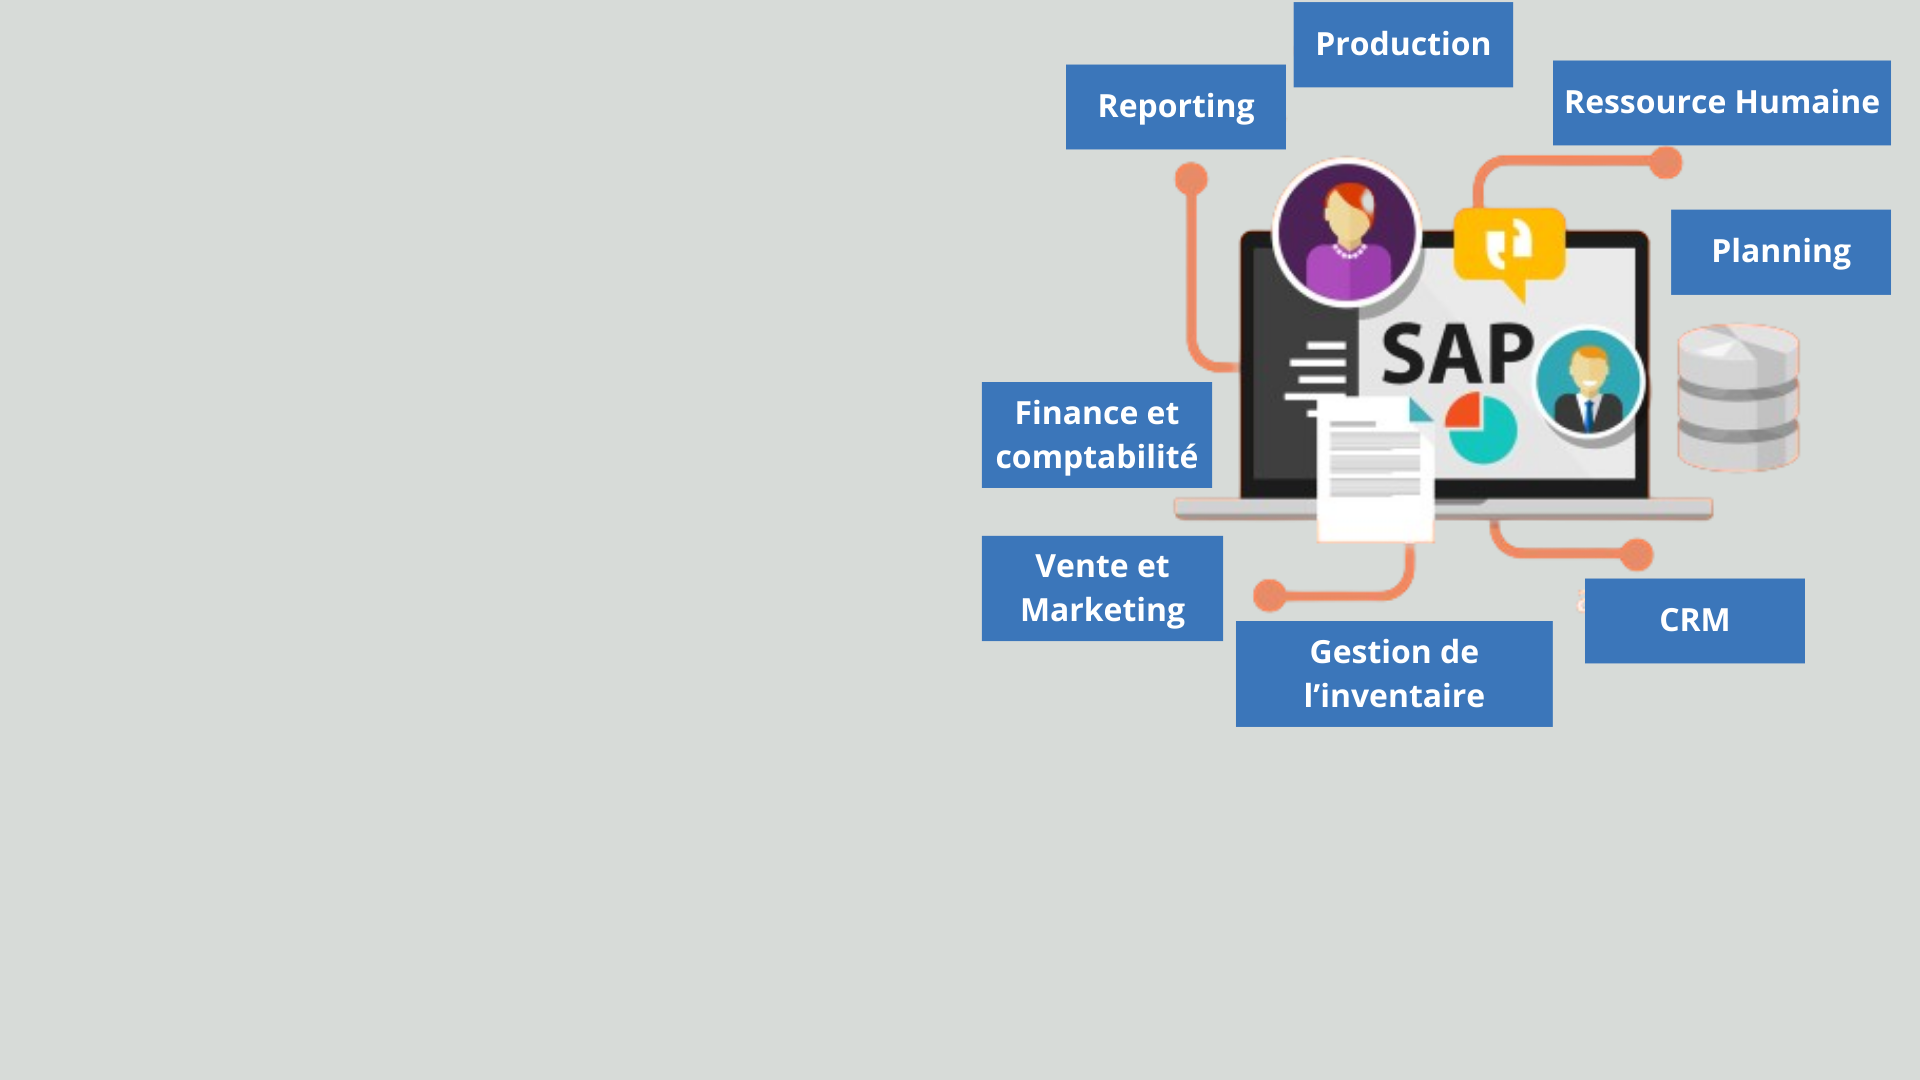 Production
Reporting
Ressource Humaine
Planning
SAP
Finance et
comptabilité
Vente et
Marketing
CRM
Gestion de
l’inventaire